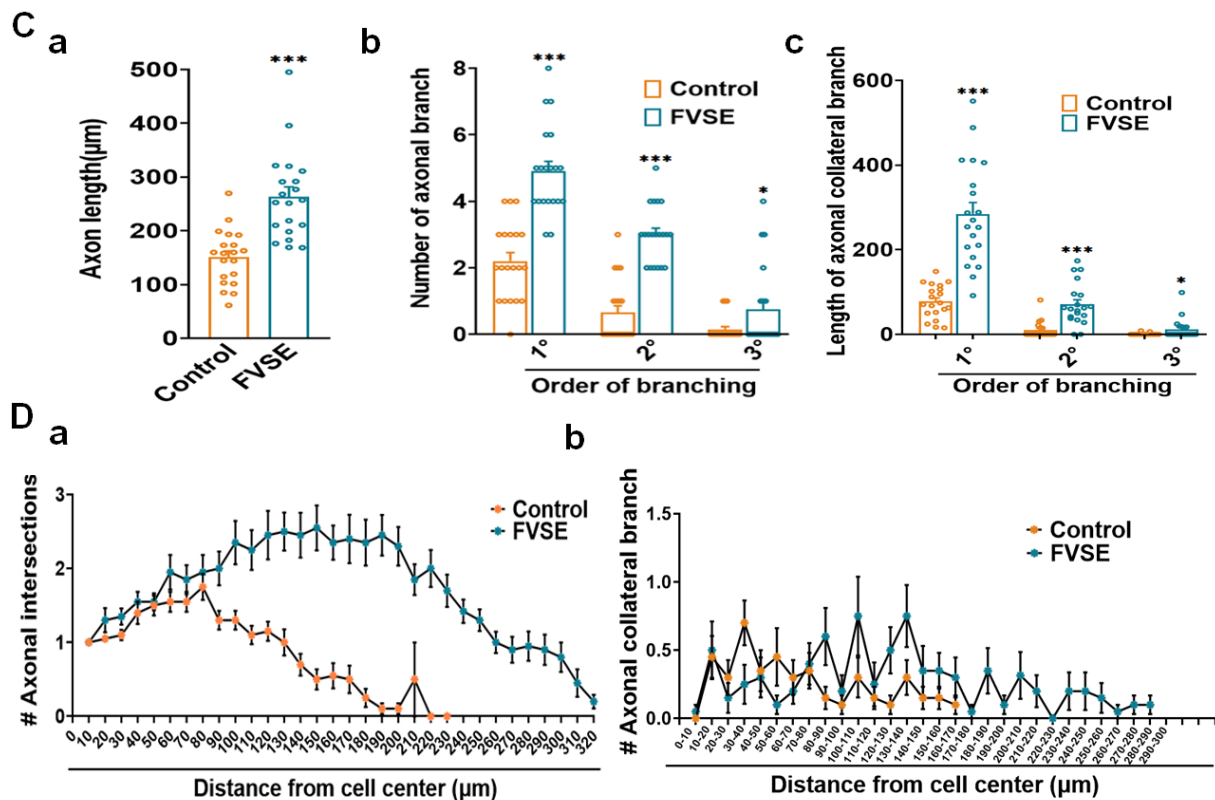 C
a
Axon length(µm)
500
400
300
200
100
0
***
Control
FVSE
b
Number of axonal branch
8
6
4
2
0
***
***
*
Control
FVSE
1°
2°
3°
Order of branching
c
Length of axonal collateral branch
600
400
200
0
***
***
*
Control
FVSE
1°
2°
3°
Order of branching
D
a
# Axonal intersections
3
2
1
0
Control
FVSE
0 10 20 30 40 50 60 70 80 90 100 110 120 130 140 150 160 170 180 190 200 210 220 230 240 250 260 270 280 290 300 310 320
Distance from cell center (µm)
b
# Axonal collateral branch
1.5
1.0
0.5
0.0
Control
FVSE
0-10 10-20 20-30 30-40 40-50 50-60 60-70 70-80 80-90 90-100 100-110 110-120 120-130 130-140 140-150 150-160 160-170 170-180 180-190 190-200 200-210 210-220 220-230 230-240 240-250 250-260 260-270 270-280 280-290 290-300
Distance from cell center (µm)